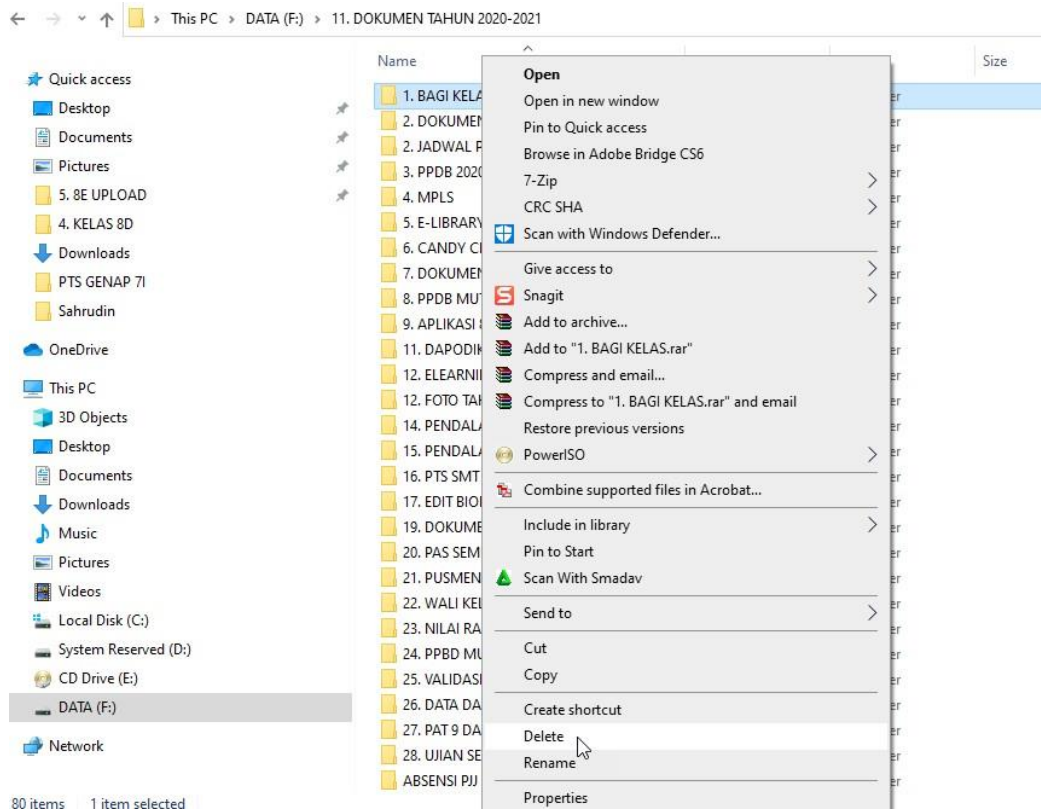 This PC > DATA (F:) > 11. DOKUMEN TAHUN 2020-2021
Name
Size
Quick access
Desktop
Documents
Pictures
5. 8E UPLOAD
4. KELAS 8D
Downloads
PTS GENAP 7I
Sahrudin
OneDrive
This PC
3D Objects
Desktop
Documents
Downloads
Music
Pictures
Videos
Local Disk (C:)
System Reserved (D:)
CD Drive (E:)
DATA (F:)
Network
1. BAGI KELA
2. DOKUMEN
2. JADWAL P
3. PPDB 2020
4. MPLS
5. E-LIBRARY
6. CANDY C
7. DOKUMEN
8. PPDB MUT
9. APLIKASI
11. DAPODIK
12. ELEARNI
12. FOTO TAH
14. PENDALA
15. PENDALA
16. PTS SMT
17. EDIT BIO
19. DOKUME
20. PAS SEM
21. PUSMEN
22. WALI KEL
23. NILAI RA
24. PPBD MU
25. VALIDASI
26. DATA DA
27. PAT 9 DA
28. UJIAN SE
ABSENSI PJJ
Open
Open in new window
Pin to Quick access
Browse in Adobe Bridge CS6
7-Zip
CRC SHA
Scan with Windows Defender...
Give access to
Snagit
Add to archive...
Add to "1. BAGI KELAS.rar"
Compress and email...
Compress to "1. BAGI KELAS.rar" and email
Restore previous versions
PowerISO
Combine supported files in Acrobat...
Include in library
Pin to Start
Scan With Smadav
Send to
Cut
Copy
Create shortcut
Delete
Rename
Properties
80 items 1 item selected